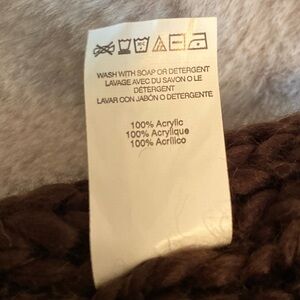 WASH WITH SOAP OR DETERGENT
LAVAGE AVEC DU SAVON O LE
DÉTERGENT
LAVAR CON JABÓN O DETERGENTE
100% Acrylic
100% Acrylique
100% Acrílico